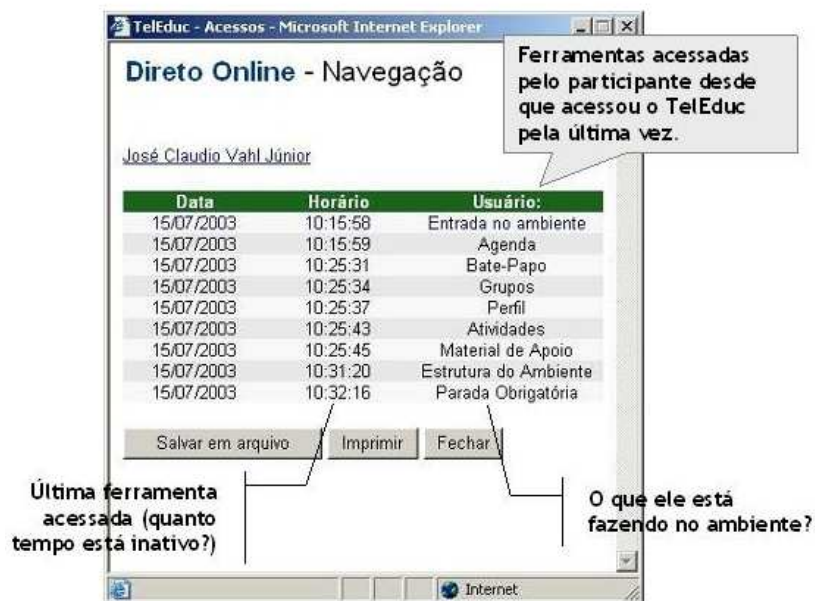 TelEduc - Acessos - Microsoft Internet Explorer
Direto Online - Navegação
Ferramentas acessadas
pelo participante desde
que acessou o TelEduc
pela última vez.
José Claudio Vahl Júnior
Data Horário Usuário:
15/07/2003 10:15:58 Entrada no ambiente
15/07/2003 10:15:59 Agenda
15/07/2003 10:25:31 Bate-Papo
15/07/2003 10:25:34 Grupos
15/07/2003 10:25:37 Perfil
15/07/2003 10:25:43 Atividades
15/07/2003 10:25:45 Material de Apoio
15/07/2003 10:31:20 Estrutura do Ambiente
15/07/2003 10:32:16 Parada Obrigatória
Salvar em arquivo Imprimir Fechar
Última ferramenta
acessada (quanto
tempo está inativo?)
O que ele está
fazendo no ambiente?
Internet